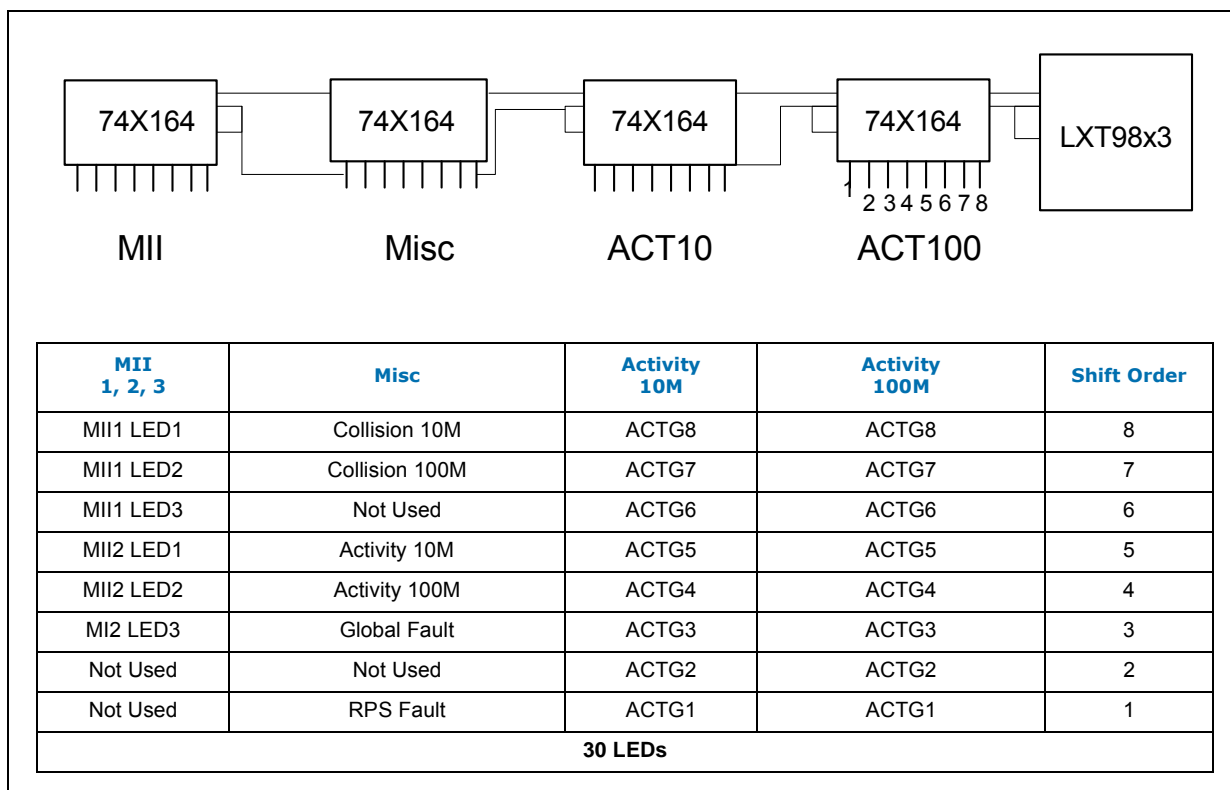 74X164 74X164 74X164 74X164 LXT98x3
1 2 3 4 5 6 7 8
MII Misc ACT10 ACT100
MII 1, 2, 3 Misc Activity 10M Activity 100M Shift Order
MII1 LED1 Collision 10M ACTG8 ACTG8 8
MII1 LED2 Collision 100M ACTG7 ACTG7 7
MII1 LED3 Not Used ACTG6 ACTG6 6
MII2 LED1 Activity 10M ACTG5 ACTG5 5
MII2 LED2 Activity 100M ACTG4 ACTG4 4
MI2 LED3 Global Fault ACTG3 ACTG3 3
Not Used Not Used ACTG2 ACTG2 2
Not Used RPS Fault ACTG1 ACTG1 1
30 LEDs